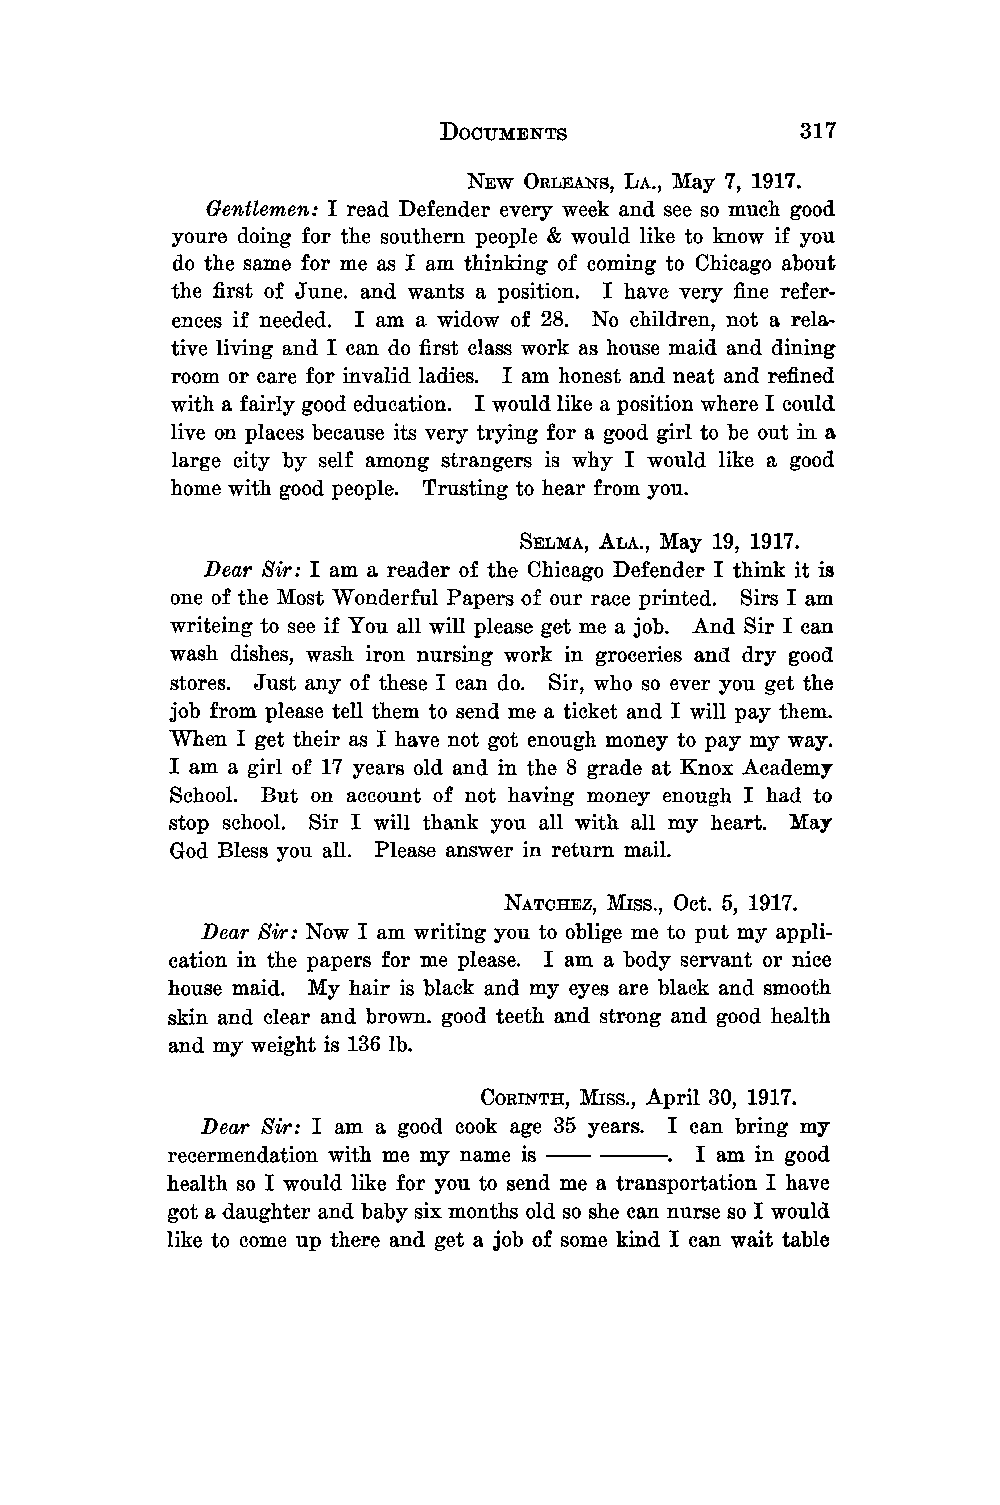 DOCUMENTS 317
NEW ORLEANS, LA., May 7, 1917.
Gentlemen: I read Defender every week and see so much good
youre doing for the southern people & would like to know if you
do the same for me as I am thinking of coming to Chicago about
the first of June. and wants a position. I have very fine refer-
ences if needed. I am a widow of 28. No children, not a rela-
tive living and I can do first class work as house maid and dining
room or care for invalid ladies. I am honest and neat and refined
with a fairly good education. I would like a position where I could
live on places because its very trying for a good girl to be out in a
large city by self among strangers is why I would like a good
home with good people. Trusting to hear from you.
SELMA, ALA., May 19, 1917.
Dear Sir: I am a reader of the Chicago Defender I think it is
one of the Most Wonderful Papers of our race printed. Sirs I am
writeing to see if You all will please get me a job. And Sir I can
wash dishes, wash iron nursing work in groceries and dry good
stores. Just any of these I can do. Sir, who so ever you get the
job from please tell them to send me a ticket and I will pay them.
When I get their as I have not got enough money to pay my way.
I am a girl of 17 years old and in the 8 grade at Knox Academy
School. But on account of not having money enough I had to
stop school. Sir I will thank you all with all my heart. May
God Bless you all. Please answer in return mail.
NATCHEZ, MISS., Oct. 5, 1917.
Dear Sir: Now I am writing you to oblige me to put my appli-
cation in the papers for me please. I am a body servant or nice
house maid. My hair is black and my eyes are black and smooth
skin and clear and brown. good teeth and strong and good health
and my weight is 136 lb.
CORINTH, MISS., April 30, 1917.
Dear Sir: I am a good cook age 35 years. I can bring my
recermendation with me my name is —— ———. I am in good
health so I would like for you to send me a transportation I have
got a daughter and baby six months old so she can nurse so I would
like to come up there and get a job of some kind I can wait table